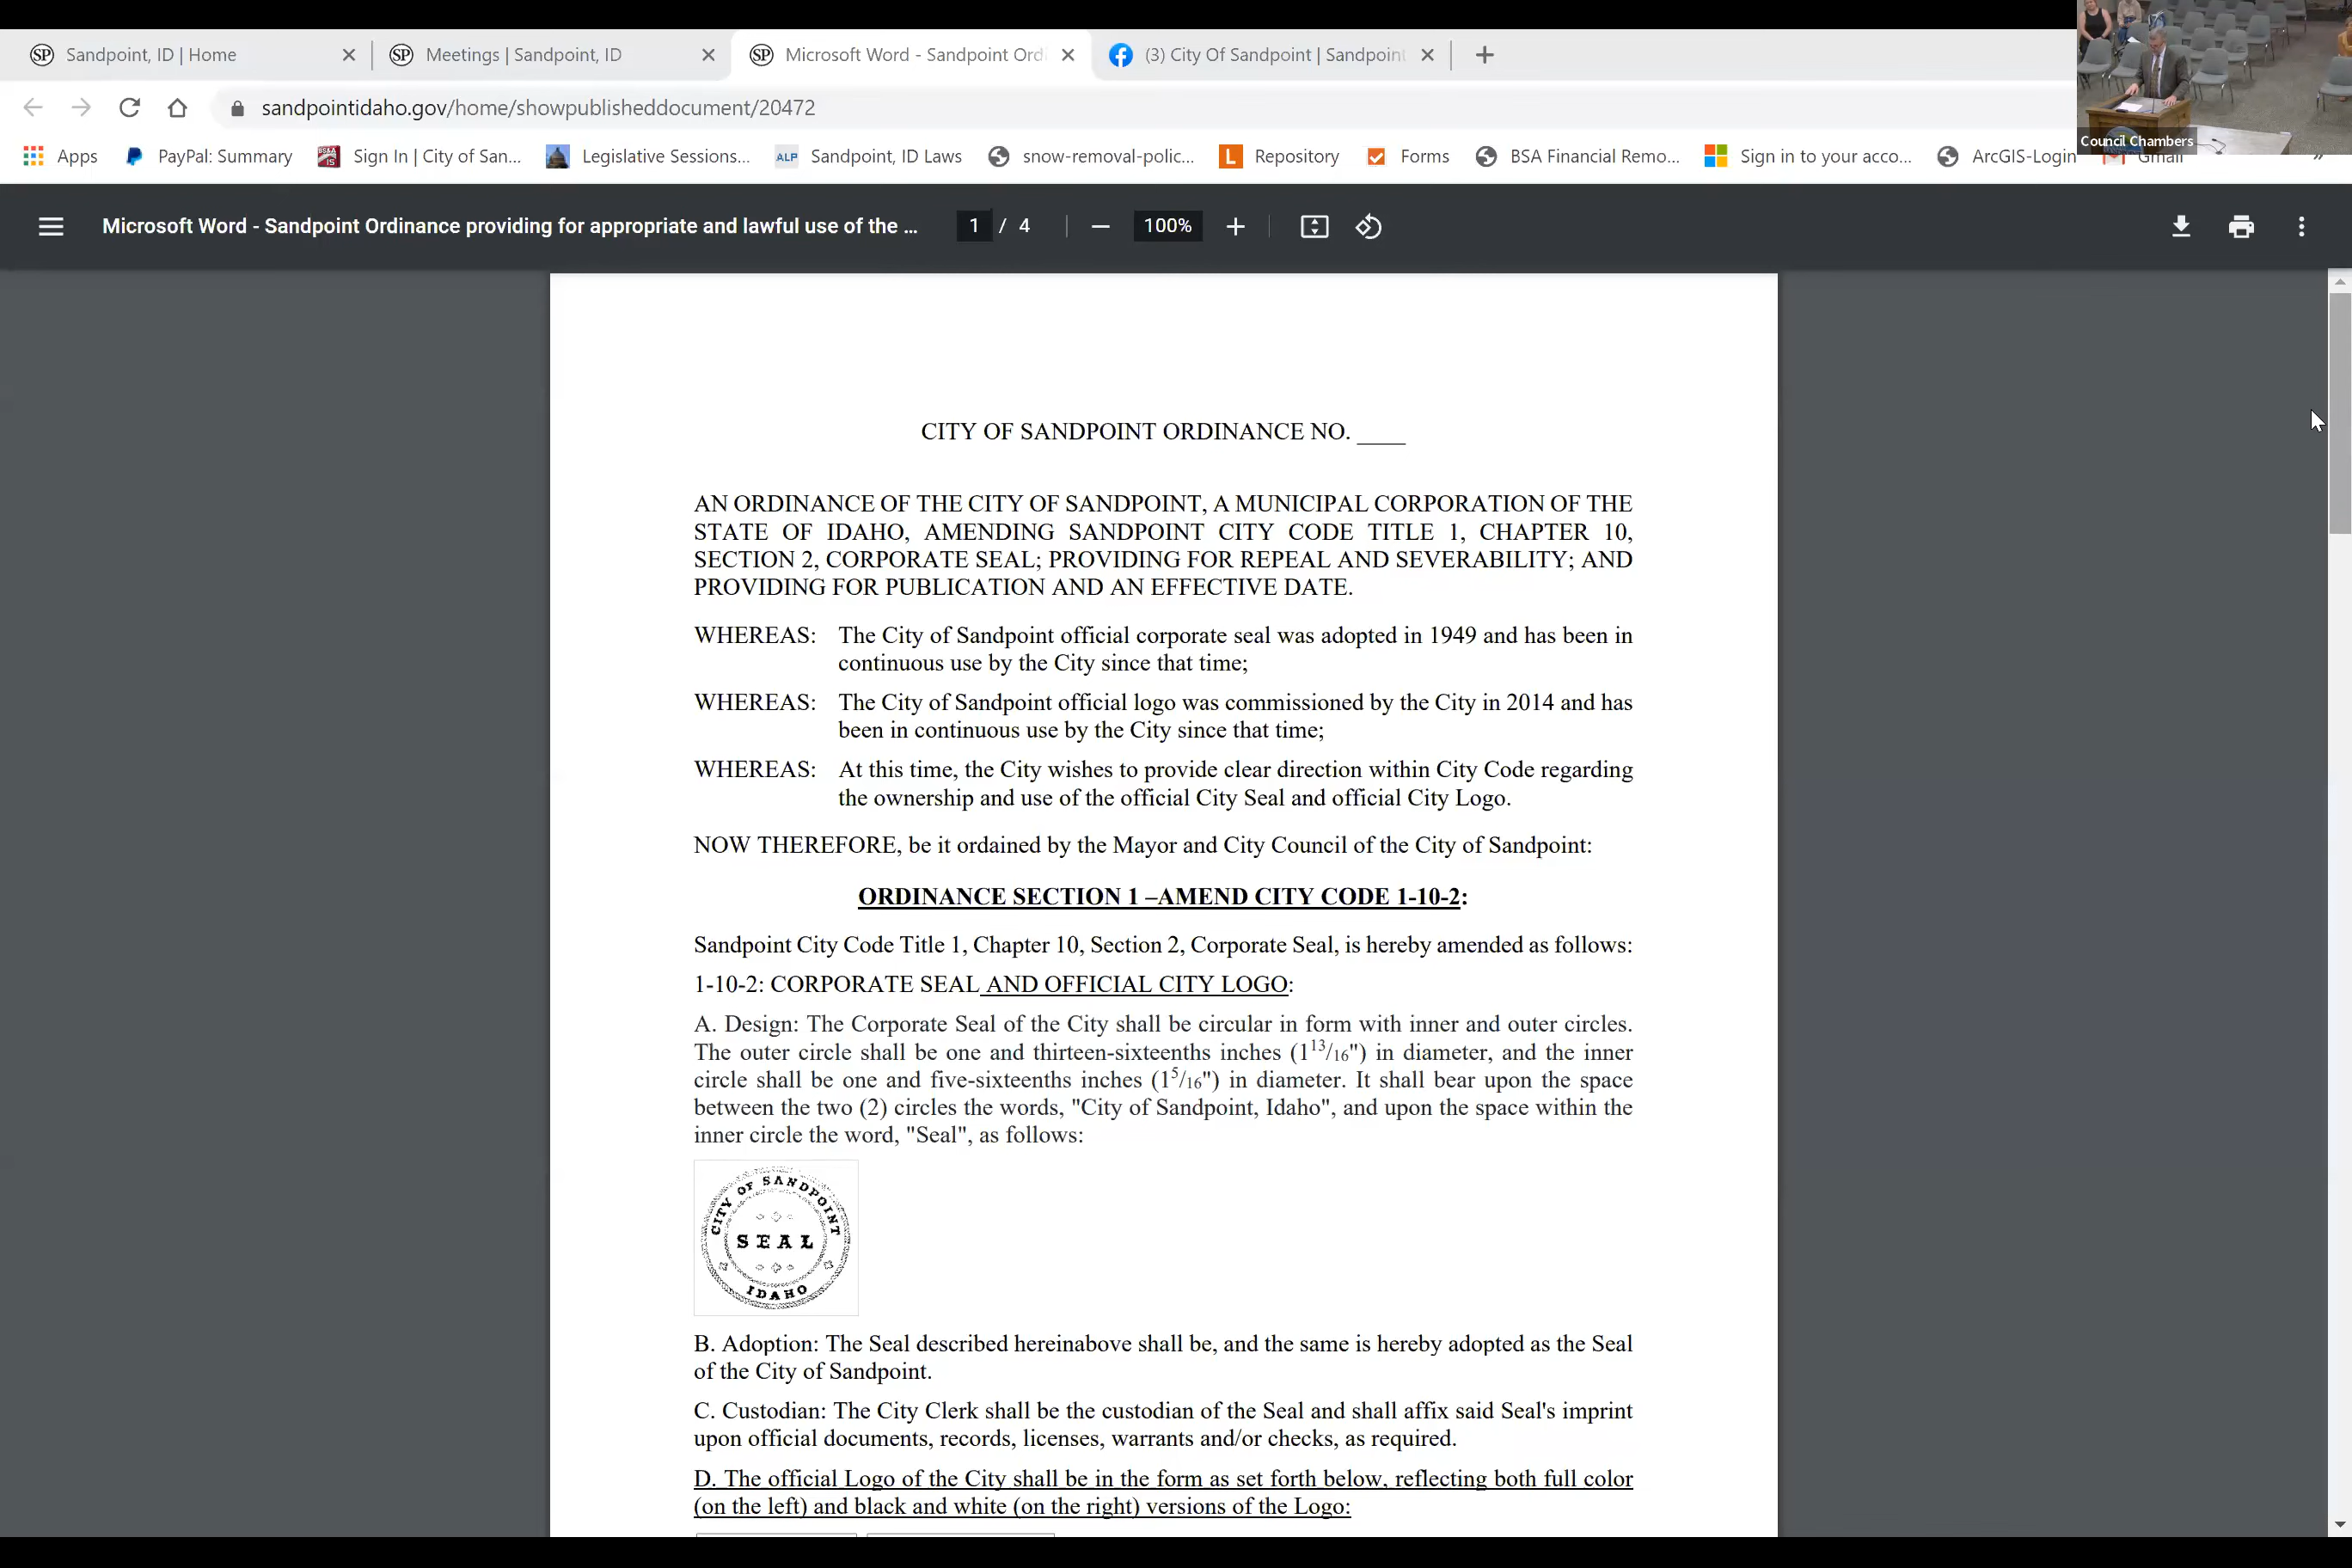 Sandpoint, ID | Home
Meetings | Sandpoint, ID
Microsoft Word - Sandpoint Ord
(3) City Of Sandpoint | Sandpoint
sandpointidaho.gov/home/showpublisheddocument/20472
Council Chambers
Apps
PayPal: Summary
Sign In | City of San...
Legislative Sessions...
Sandpoint, ID Laws
snow-removal-polic...
Repository
Forms
BSA Financial Remo...
Sign in to your acco...
ArcGIS-Login
Gmail
Microsoft Word - Sandpoint Ordinance providing for appropriate and lawful use of the ...
1 / 4
100%
CITY OF SANDPOINT ORDINANCE NO. ____
AN ORDINANCE OF THE CITY OF SANDPOINT, A MUNICIPAL CORPORATION OF THE
STATE OF IDAHO, AMENDING SANDPOINT CITY CODE TITLE 1, CHAPTER 10,
SECTION 2, CORPORATE SEAL; PROVIDING FOR REPEAL AND SEVERABILITY; AND
PROVIDING FOR PUBLICATION AND AN EFFECTIVE DATE.
WHEREAS: The City of Sandpoint official corporate seal was adopted in 1949 and has been in
continuous use by the City since that time;
WHEREAS: The City of Sandpoint official logo was commissioned by the City in 2014 and has
been in continuous use by the City since that time;
WHEREAS: At this time, the City wishes to provide clear direction within City Code regarding
the ownership and use of the official City Seal and official City Logo.
NOW THEREFORE, be it ordained by the Mayor and City Council of the City of Sandpoint:
ORDINANCE SECTION 1 –AMEND CITY CODE 1-10-2:
Sandpoint City Code Title 1, Chapter 10, Section 2, Corporate Seal, is hereby amended as follows:
1-10-2: CORPORATE SEAL AND OFFICIAL CITY LOGO:
A. Design: The Corporate Seal of the City shall be circular in form with inner and outer circles.
The outer circle shall be one and thirteen-sixteenths inches (1 13/16") in diameter, and the inner
circle shall be one and five-sixteenths inches (1 5/16") in diameter. It shall bear upon the space
between the two (2) circles the words, "City of Sandpoint, Idaho", and upon the space within the
inner circle the word, "Seal", as follows:
CITY OF SANDPOINT
SEAL
IDAHO
B. Adoption: The Seal described hereinabove shall be, and the same is hereby adopted as the Seal
of the City of Sandpoint.
C. Custodian: The City Clerk shall be the custodian of the Seal and shall affix said Seal's imprint
upon official documents, records, licenses, warrants and/or checks, as required.
D. The official Logo of the City shall be in the form as set forth below, reflecting both full color
(on the left) and black and white (on the right) versions of the Logo: